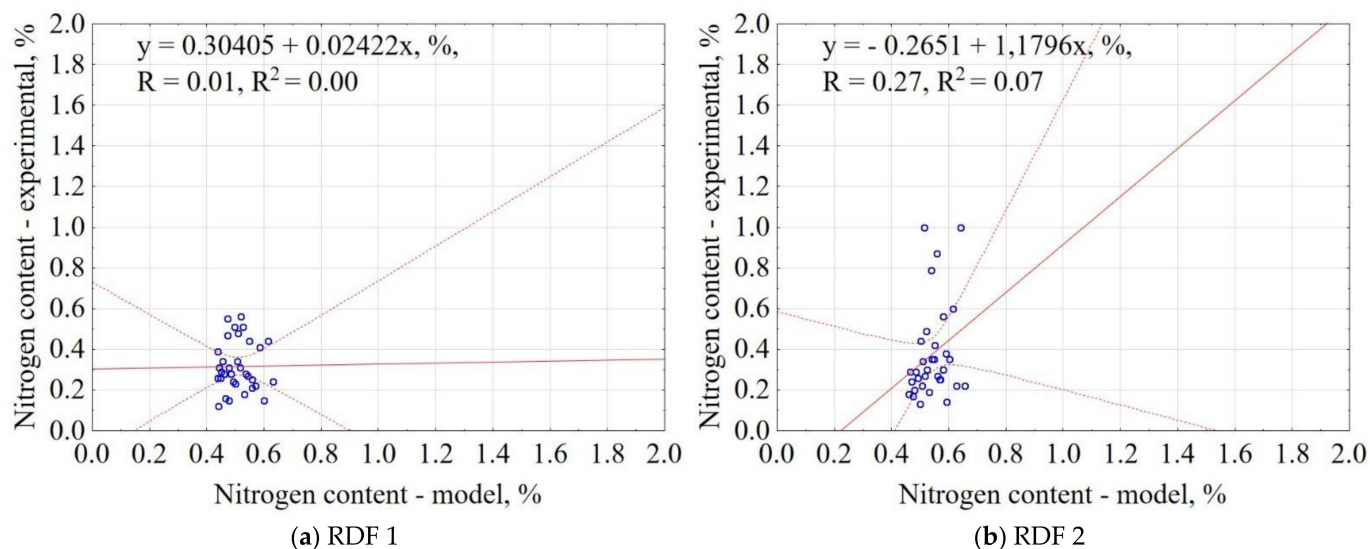 y = 0.30405 + 0.02422x, %,
R = 0.01, R² = 0.00
Nitrogen content - experimental, %
2.0
1.8
1.6
1.4
1.2
1.0
0.8
0.6
0.4
0.2
0.0
0.0 0.2 0.4 0.6 0.8 1.0 1.2 1.4 1.6 1.8 2.0
Nitrogen content - model, %
(a) RDF 1
y = - 0.2651 + 1,1796x, %,
R = 0.27, R² = 0.07
Nitrogen content - experimental, %
2.0
1.8
1.6
1.4
1.2
1.0
0.8
0.6
0.4
0.2
0.0
0.0 0.2 0.4 0.6 0.8 1.0 1.2 1.4 1.6 1.8 2.0
Nitrogen content - model, %
(b) RDF 2